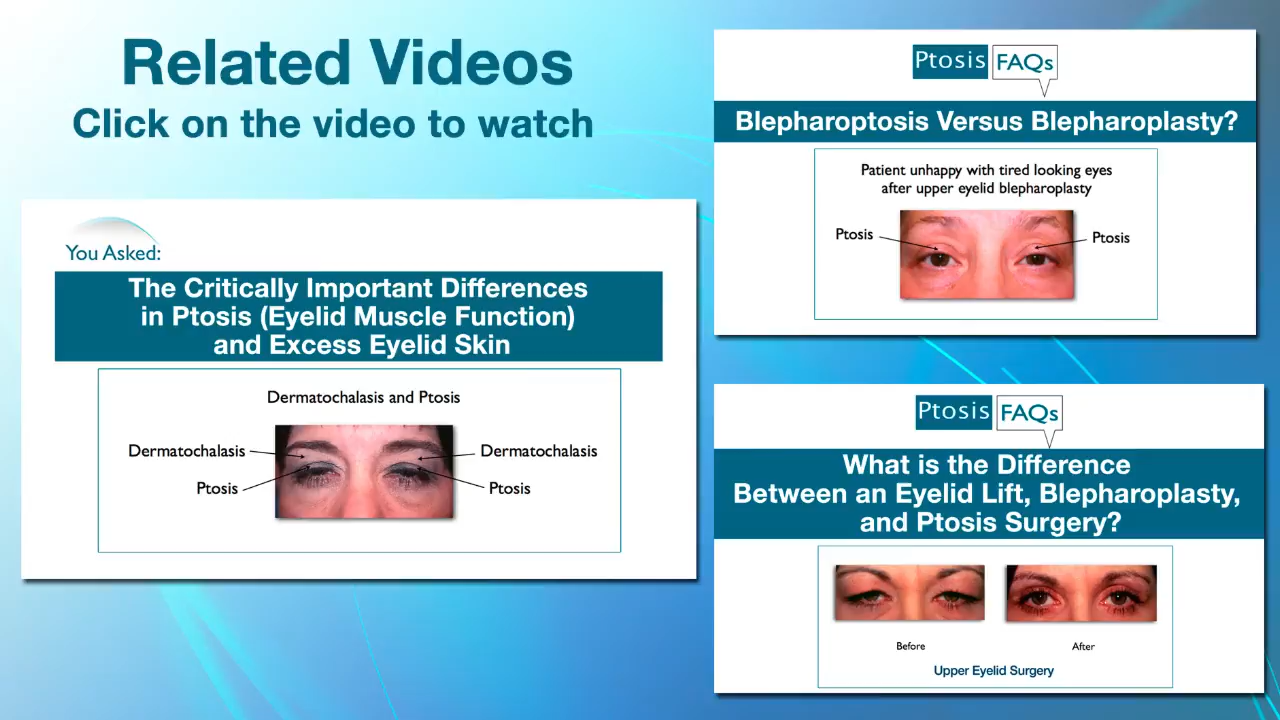 Related Videos
Click on the video to watch
You Asked:
The Critically Important Differences
in Ptosis (Eyelid Muscle Function)
and Excess Eyelid Skin
Dermatochalasis and Ptosis
Dermatochalasis
Dermatochalasis
Ptosis
Ptosis
Ptosis FAQs
Blepharoptosis Versus Blepharoplasty?
Patient unhappy with tired looking eyes
after upper eyelid blepharoplasty
Ptosis
Ptosis
Ptosis FAQs
What is the Difference
Between an Eyelid Lift, Blepharoplasty,
and Ptosis Surgery?
Before
After
Upper Eyelid Surgery